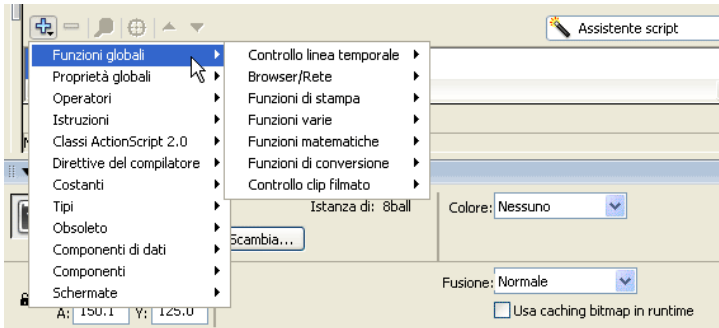 Assistente script
Funzioni globali
Proprietà globali
Operatori
Istruzioni
Classi ActionScript 2.0
Direttive del compilatore
Costanti
Tipi
Obsoleto
Componenti di dati
Componenti
Schermate
Controllo linea temporale
Browser/Rete
Funzioni di stampa
Funzioni varie
Funzioni matematiche
Funzioni di conversione
Controllo clip filmato
Istanza di: 8ball
Colore: Nessuno
Scambia...
Fusione: Normale
A: 150.1 Y: 125.0
Usa caching bitmap in runtime